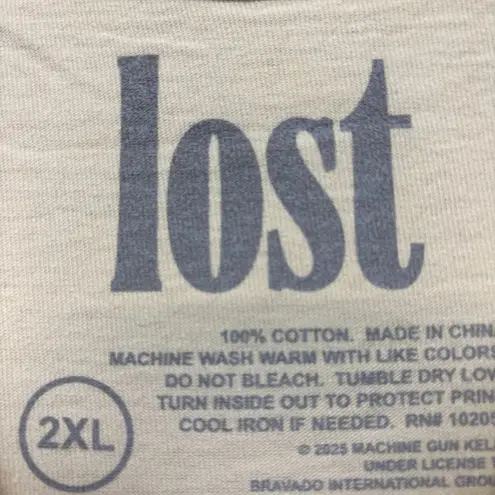 lost
100% COTTON. MADE IN CHIN
MACHINE WASH WARM WITH LIKE COLORS
DO NOT BLEACH. TUMBLE DRY LOW
TURN INSIDE OUT TO PROTECT PRIN
COOL IRON IF NEEDED. RN# 10205
2XL
© 2025 MACHINE GUN KEL
UNDER LICENSE T
BRAVADO INTERNATIONAL GROU